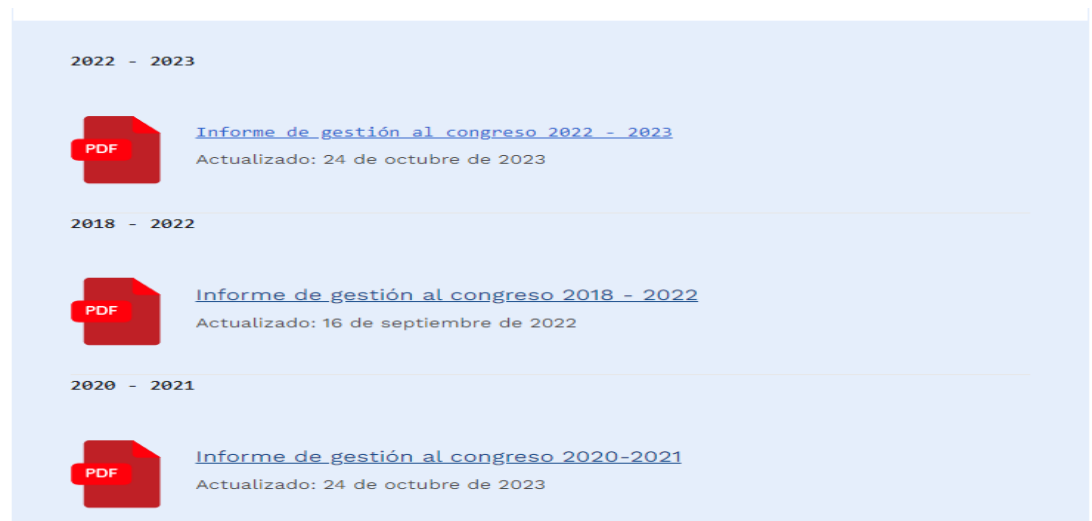 2022 - 2023
PDF
Informe de gestión al congreso 2022 - 2023
Actualizado: 24 de octubre de 2023
2018 - 2022
PDF
Informe de gestión al congreso 2018 - 2022
Actualizado: 16 de septiembre de 2022
2020 - 2021
PDF
Informe de gestión al congreso 2020-2021
Actualizado: 24 de octubre de 2023